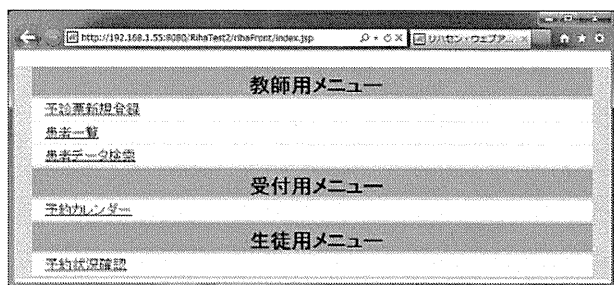 http://192.168.1.55:8080/RihaTest2/rihaFront/index.jsp
リハセン・ウェブア...
教師用メニュー
予診票新規登録
患者一覧
患者データ検索
受付用メニュー
予約カレンダー
生徒用メニュー
予約状況確認